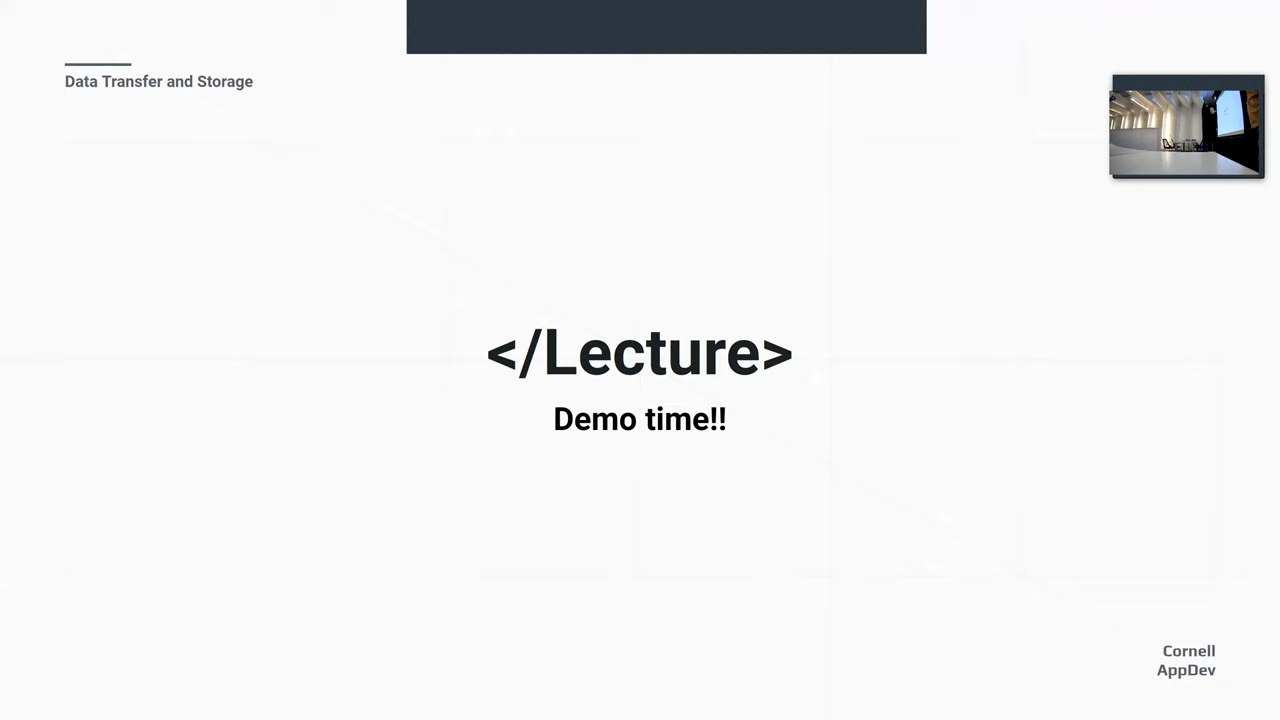 Data Transfer and Storage
</Lecture>
Demo time!!
Cornell
AppDev